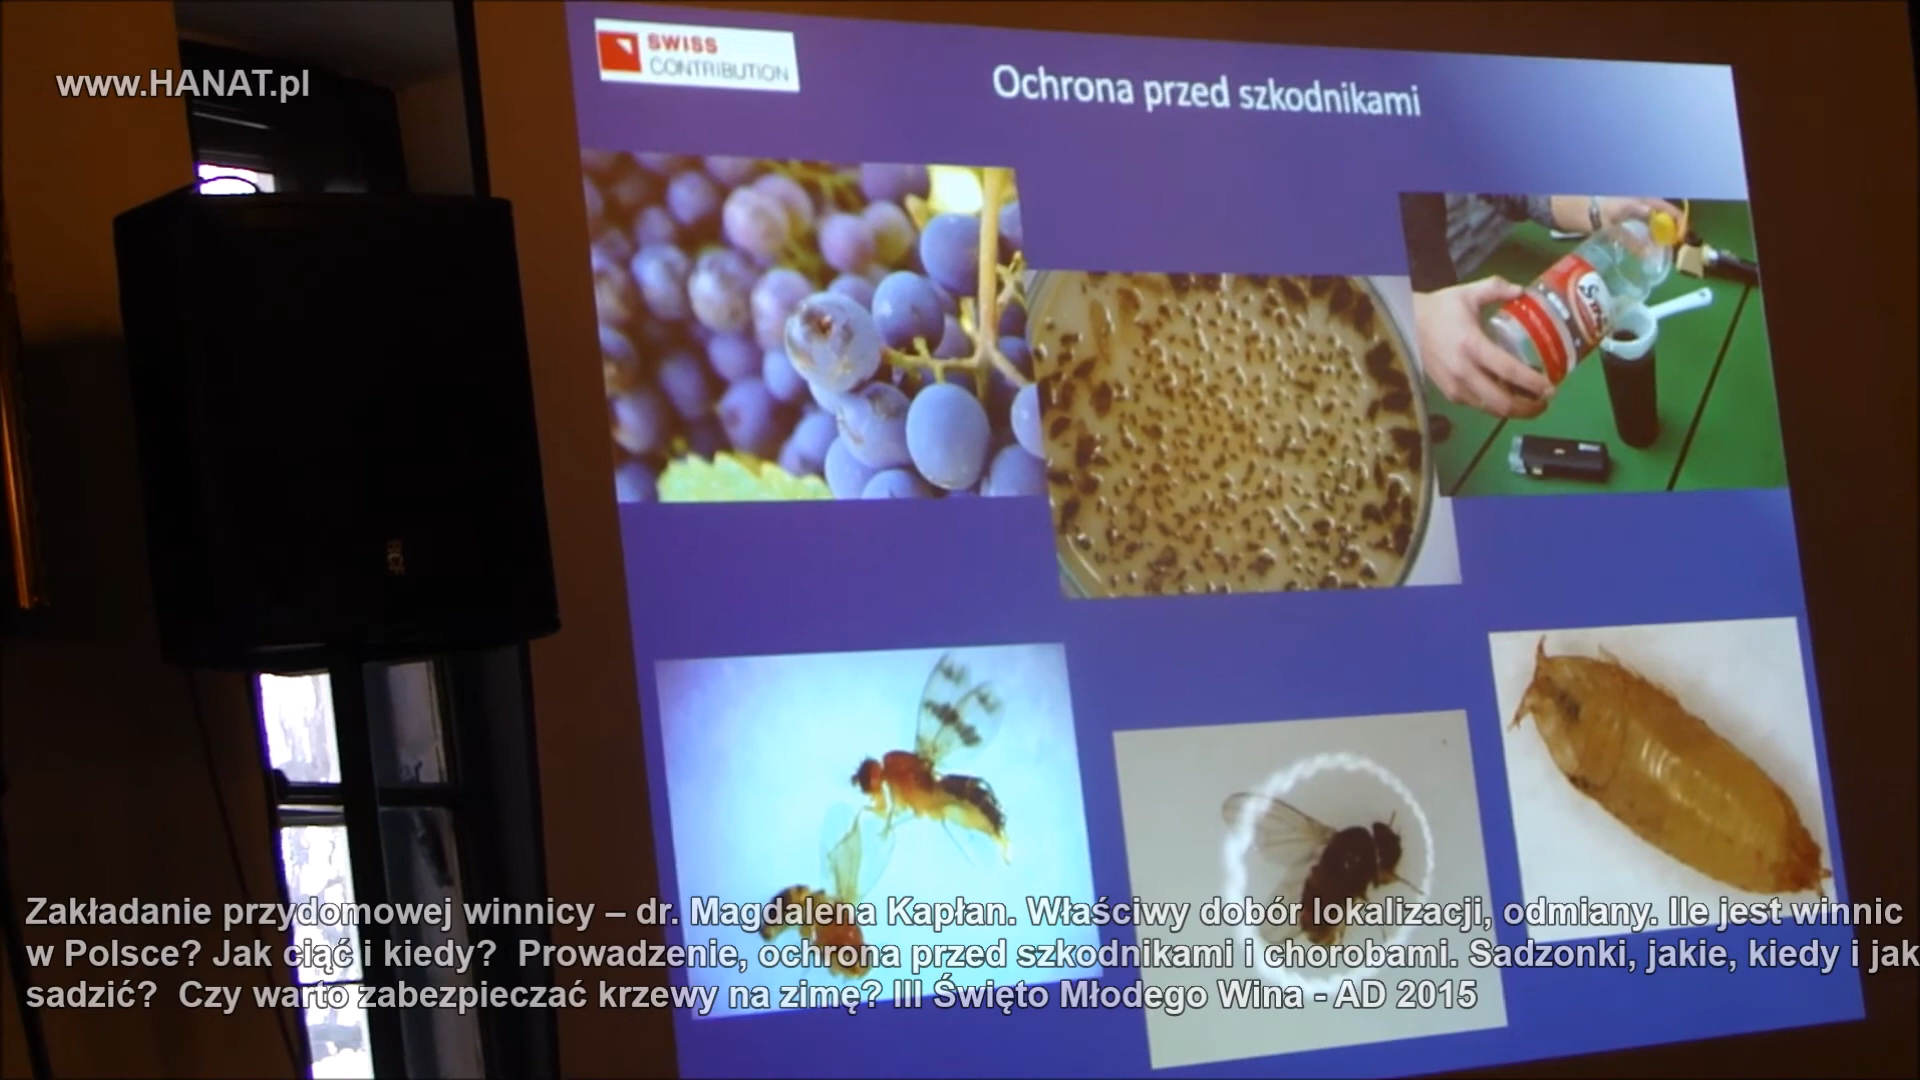 www.HANAT.pl
SWISS
CONTRIBUTION
Ochrona przed szkodnikami
RCF
Zakładanie przydomowej winnicy – dr. Magdalena Kapłan. Właściwy dobór lokalizacji, odmiany. Ile jest winnic
w Polsce? Jak ciąć i kiedy?  Prowadzenie, ochrona przed szkodnikami i chorobami. Sadzonki, jakie, kiedy i jak
sadzić?  Czy warto zabezpieczać krzewy na zimę? III Święto Młodego Wina - AD 2015